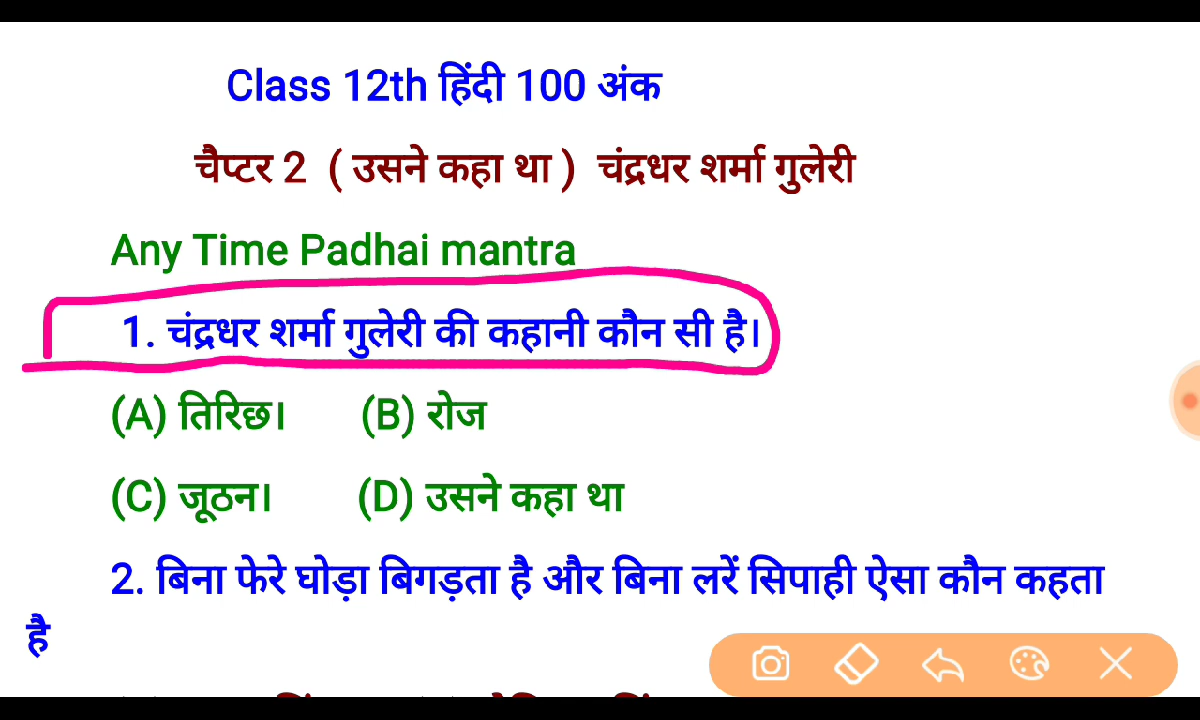 Class 12th हिंदी 100 अंक
चैप्टर 2 ( उसने कहा था ) चंद्रधर शर्मा गुलेरी
Any Time Padhai mantra
1. चंद्रधर शर्मा गुलेरी की कहानी कौन सी है।
(A) तिरिछ। (B) रोज
(C) जूठन। (D) उसने कहा था
2. बिना फेरे घोड़ा बिगड़ता है और बिना लरें सिपाही ऐसा कौन कहता
है